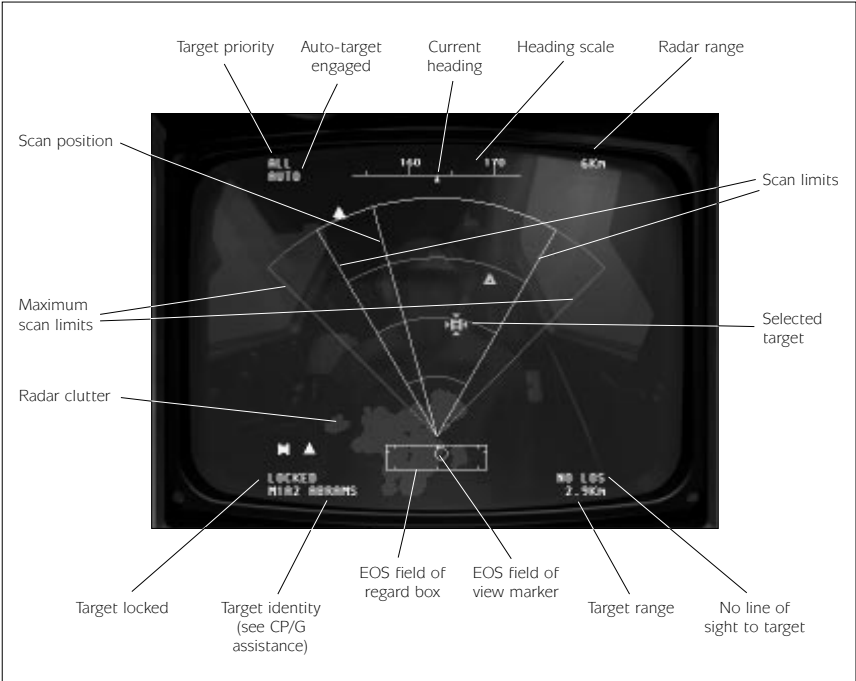 Target priority
Auto-target
engaged
Current
heading
Heading scale
Radar range
Scan position
ALL
AUTO
160
170
6Km
Scan limits
Maximum
scan limits
Selected
target
Radar clutter
LOCKED
M1A2 ABRAMS
NO LOS
2.9Km
EOS field of
regard box
EOS field of
view marker
Target locked
Target identity
(see CP/G
assistance)
Target range
No line of
sight to target